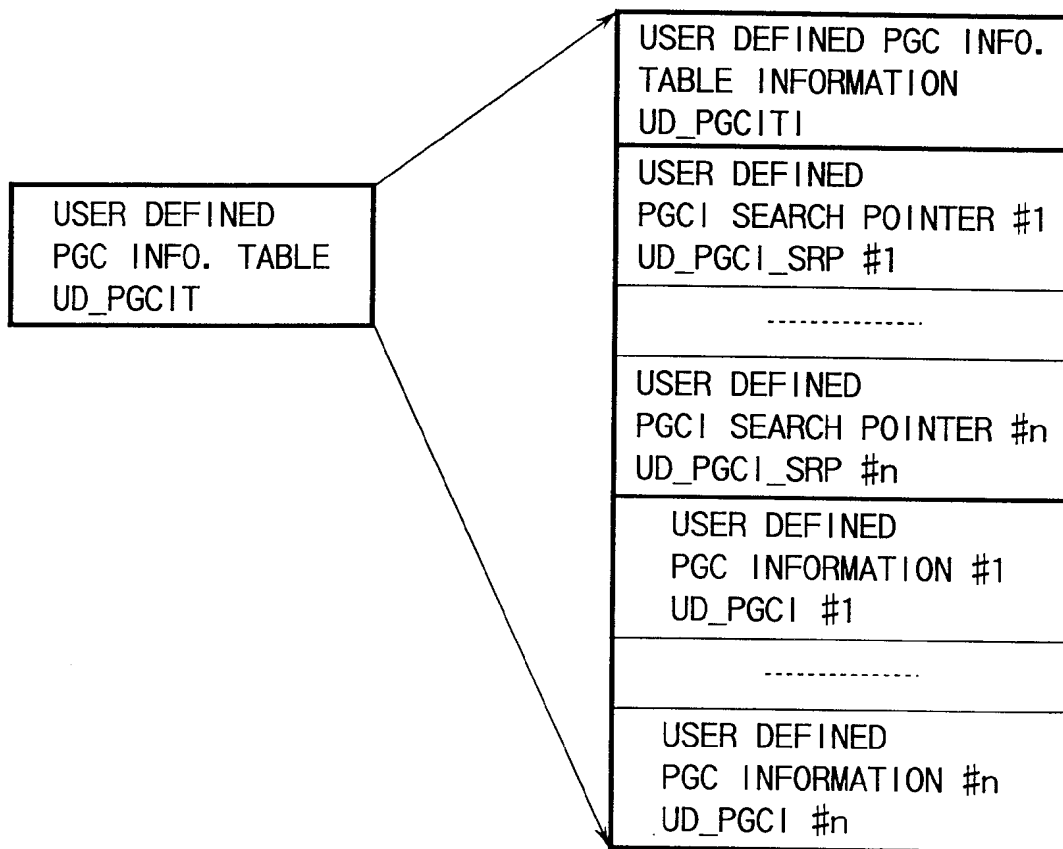 USER DEFINED
PGC INFO. TABLE
UD_PGCIT
USER DEFINED PGC INFO.
TABLE INFORMATION
UD_PGCITI
USER DEFINED
PGCI SEARCH POINTER #1
UD_PGCI_SRP #1
USER DEFINED
PGCI SEARCH POINTER #n
UD_PGCI_SRP #n
USER DEFINED
PGC INFORMATION #1
UD_PGCI #1
USER DEFINED
PGC INFORMATION #n
UD_PGCI #n